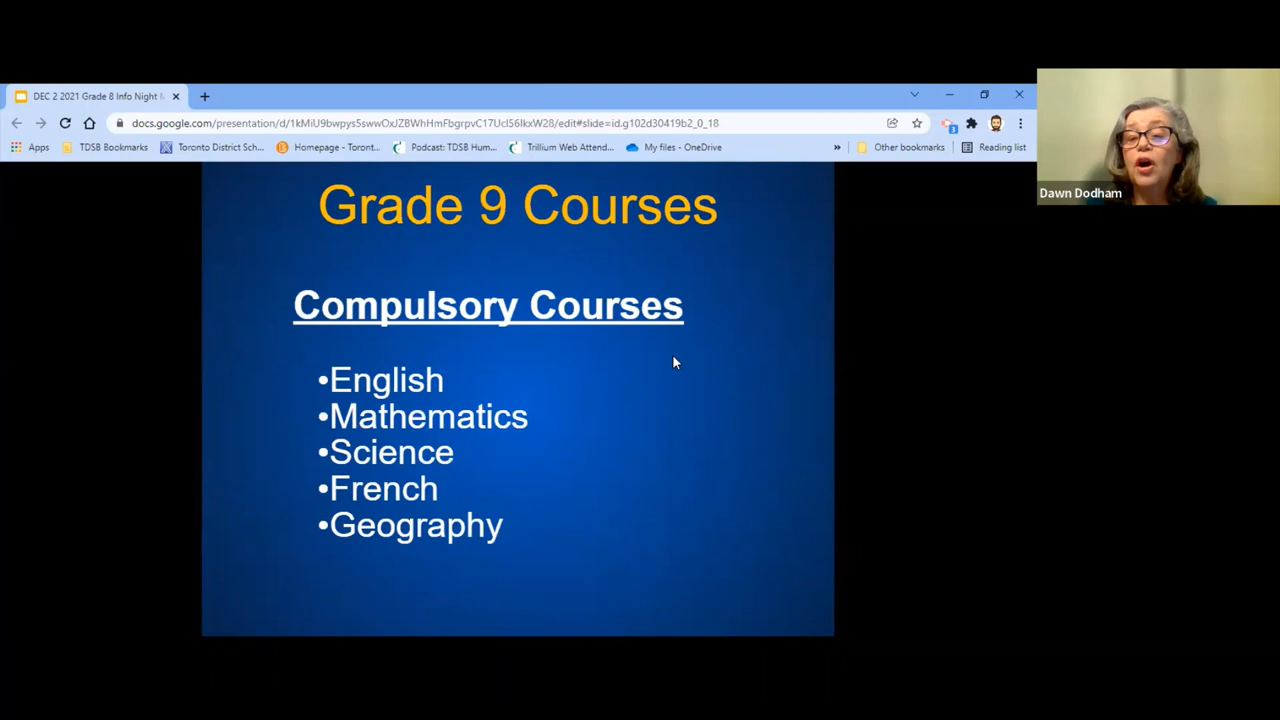 DEC 2 2021 Grade 8 Info Night
docs.google.com/presentation/d/1kMiU9bwpys5swwOxJZBWhHmFbgrpvC17UcI56IkxW28/edit#slide=id.g102d30419b2_0_18
Apps TDSB Bookmarks Toronto District Sch... Homepage - Toront... Podcast: TDSB Hum... Trillium Web Attend... My files - OneDrive » Other bookmarks Reading list
3
Dawn Dodham
Grade 9 Courses
Compulsory Courses
•English
•Mathematics
•Science
•French
•Geography